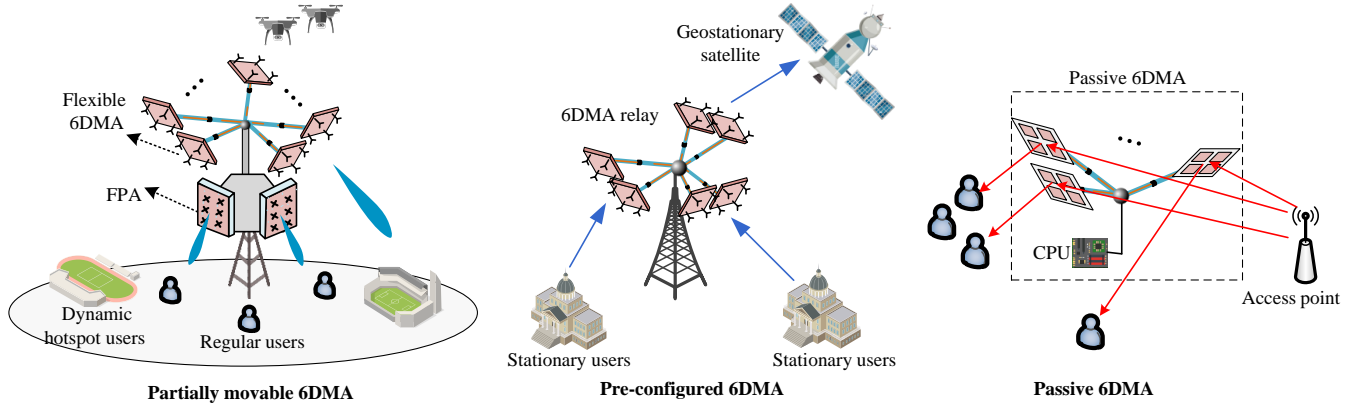 Flexible
6DMA
FPA
Dynamic
hotspot users
Regular users
Partially movable 6DMA
Geostationary
satellite
6DMA relay
Stationary users
Stationary users
Pre-configured 6DMA
Passive 6DMA
CPU
Access point
Passive 6DMA